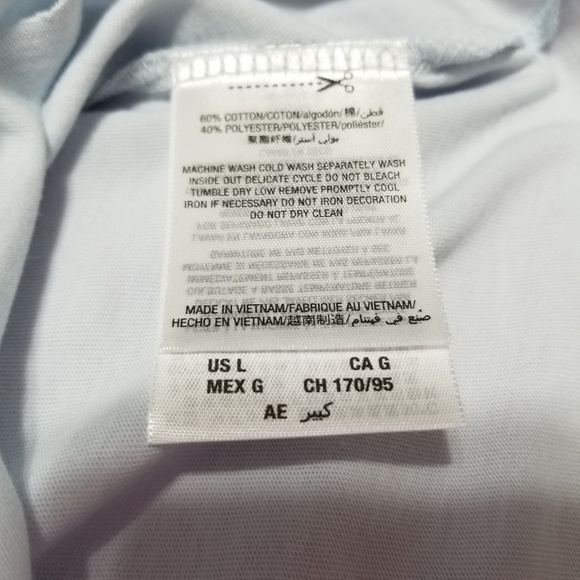 60% COTTON/COTON/algodón/棉/قطن
40% POLYESTER/POLYESTER/poliéster/
聚酯纤维/بولي أستر
MACHINE WASH COLD WASH SEPARATELY WASH
INSIDE OUT DELICATE CYCLE DO NOT BLEACH
TUMBLE DRY LOW REMOVE PROMPTLY COOL
IRON IF NECESSARY DO NOT IRON DECORATION
DO NOT DRY CLEAN
MADE IN VIETNAM/FABRIQUE AU VIETNAM/
HECHO EN VIETNAM/越南制造/صنع في فيتنام
US L CA G
MEX G CH 170/95
AE كبير